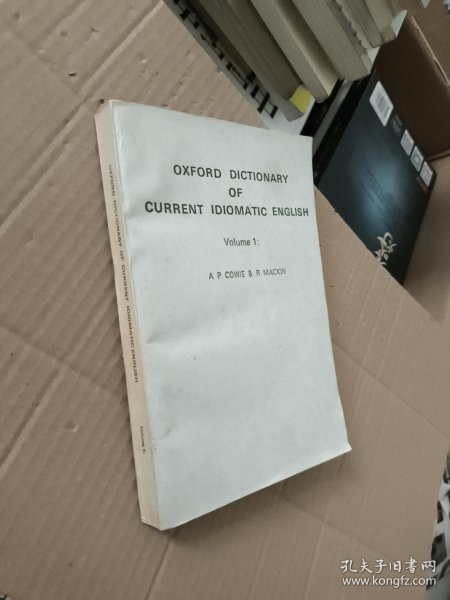 OXFORD DICTIONARY
OF
CURRENT IDIOMATIC ENGLISH
Volume 1:
A P COWIE & R MACKIN
OXFORD DICTIONARY OF CURRENT IDIOMATIC ENGLISH
孔夫子旧书网
www.kongfz.com